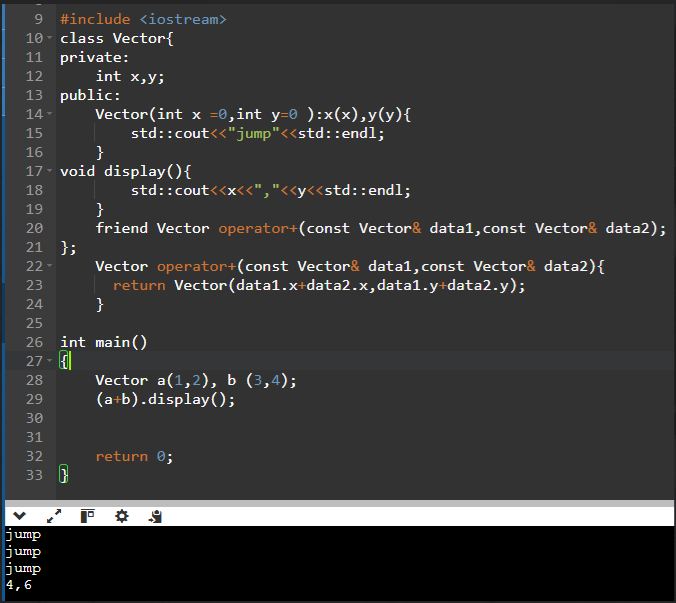 9 #include <iostream>
10 class Vector{
11 private:
12     int x,y;
13 public:
14     Vector(int x =0,int y=0 ):x(x),y(y){
15         std::cout<<"jump"<<std::endl;
16     }
17 void display(){
18         std::cout<<x<<","<<y<<std::endl;
19     }
20     friend Vector operator+(const Vector& data1,const Vector& data2);
21 };
22     Vector operator+(const Vector& data1,const Vector& data2){
23       return Vector(data1.x+data2.x,data1.y+data2.y);
24     }
25
26 int main()
27 {
28     Vector a(1,2), b (3,4);
29     (a+b).display();
30
31
32     return 0;
33 }
jump
jump
jump
4,6